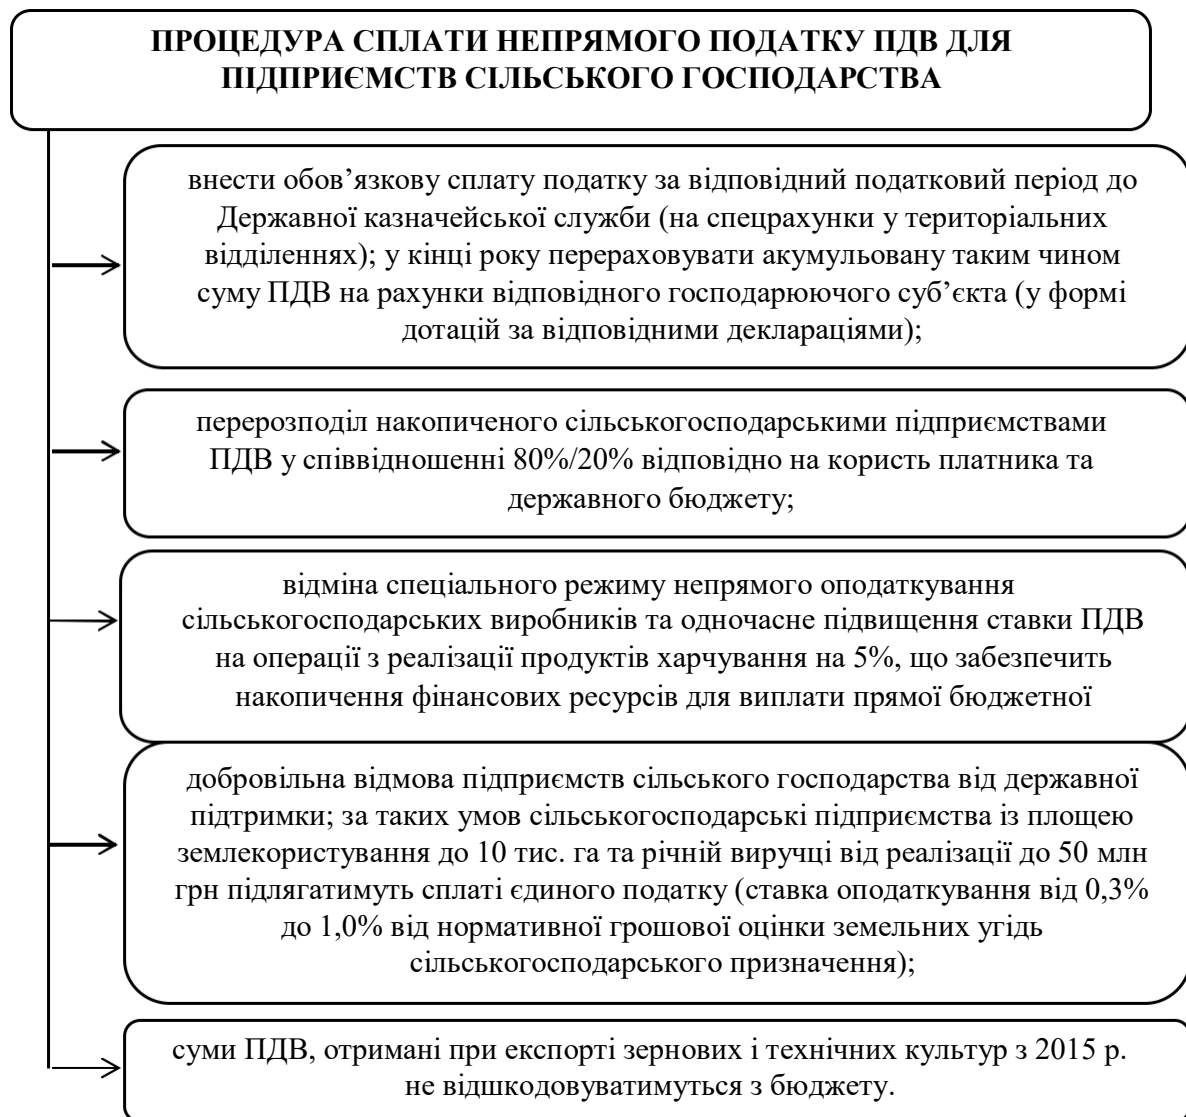 ПРОЦЕДУРА СПЛАТИ НЕПРЯМОГО ПОДАТКУ ПДВ ДЛЯ
ПІДПРИЄМСТВ СІЛЬСЬКОГО ГОСПОДАРСТВА
внести обов’язкову сплату податку за відповідний податковий період до
Державної казначейської служби (на спецрахунки у територіальних
відділеннях); у кінці року перераховувати акумульовану таким чином
суму ПДВ на рахунки відповідного господарюючого суб’єкта (у формі
дотацій за відповідними деклараціями);
перерозподіл накопиченого сільськогосподарськими підприємствами
ПДВ у співвідношенні 80%/20% відповідно на користь платника та
державного бюджету;
відміна спеціального режиму непрямого оподаткування
сільськогосподарських виробників та одночасне підвищення ставки ПДВ
на операції з реалізації продуктів харчування на 5%, що забезпечить
накопичення фінансових ресурсів для виплати прямої бюджетної
добровільна відмова підприємств сільського господарства від державної
підтримки; за таких умов сільськогосподарські підприємства із площею
землекористування до 10 тис. га та річній виручці від реалізації до 50 млн
грн підлягатимуть сплаті єдиного податку (ставка оподаткування від 0,3%
до 1,0% від нормативної грошової оцінки земельних угідь
сільськогосподарського призначення);
суми ПДВ, отримані при експорті зернових і технічних культур з 2015 р.
не відшкодовуватимуться з бюджету.